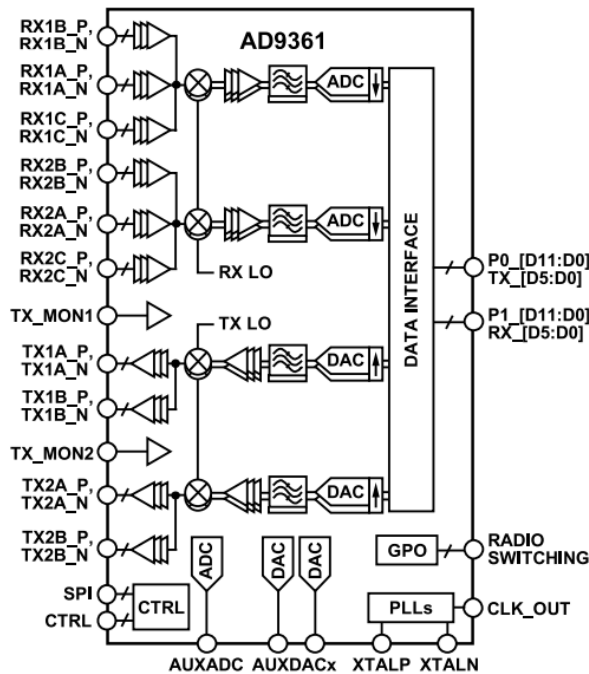 AD9361
RX1B_P,
RX1B_N
RX1A_P,
RX1A_N
ADC
RX1C_P,
RX1C_N
RX2B_P,
RX2B_N
RX2A_P,
RX2A_N
ADC
RX2C_P,
RX2C_N
RX LO
DATA INTERFACE
P0_[D11:D0]
TX_[D5:D0]
TX_MON1
TX LO
P1_[D11:D0]
RX_[D5:D0]
TX1A_P,
TX1A_N
DAC
TX1B_P,
TX1B_N
TX_MON2
TX2A_P,
TX2A_N
DAC
TX2B_P,
TX2B_N
ADC
DAC
DAC
GPO
RADIO
SWITCHING
SPI
CTRL
CTRL
PLLs
CLK_OUT
AUXADC
AUXDACx
XTALP
XTALN